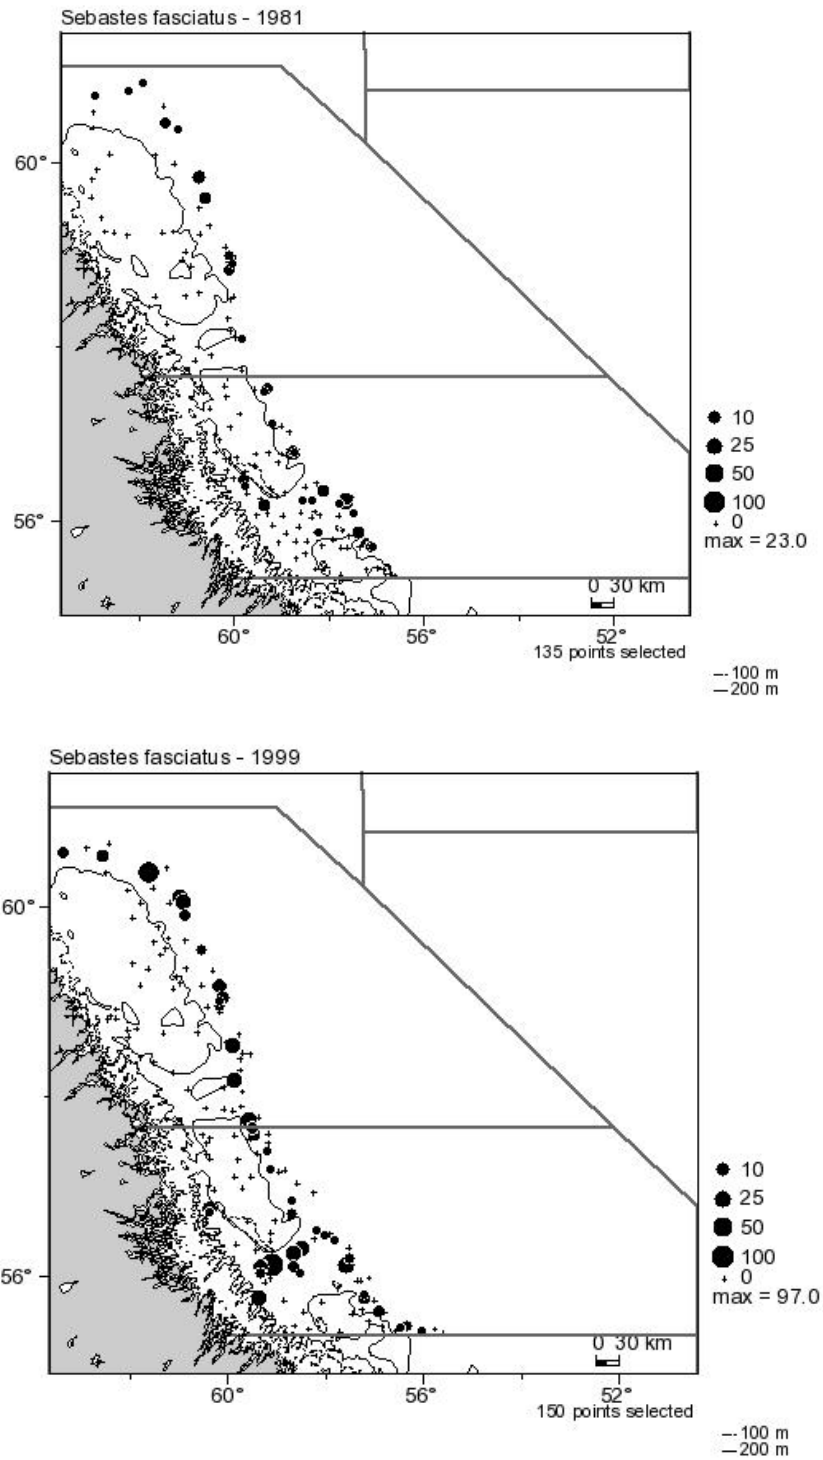 Sebastes fasciatus - 1981
60°
56°
10
25
50
100
0
max = 23.0
0 30 km
60° 56° 52°
135 points selected
100 m
200 m
Sebastes fasciatus - 1999
60°
56°
10
25
50
100
0
max = 97.0
0 30 km
60° 56° 52°
150 points selected
100 m
200 m